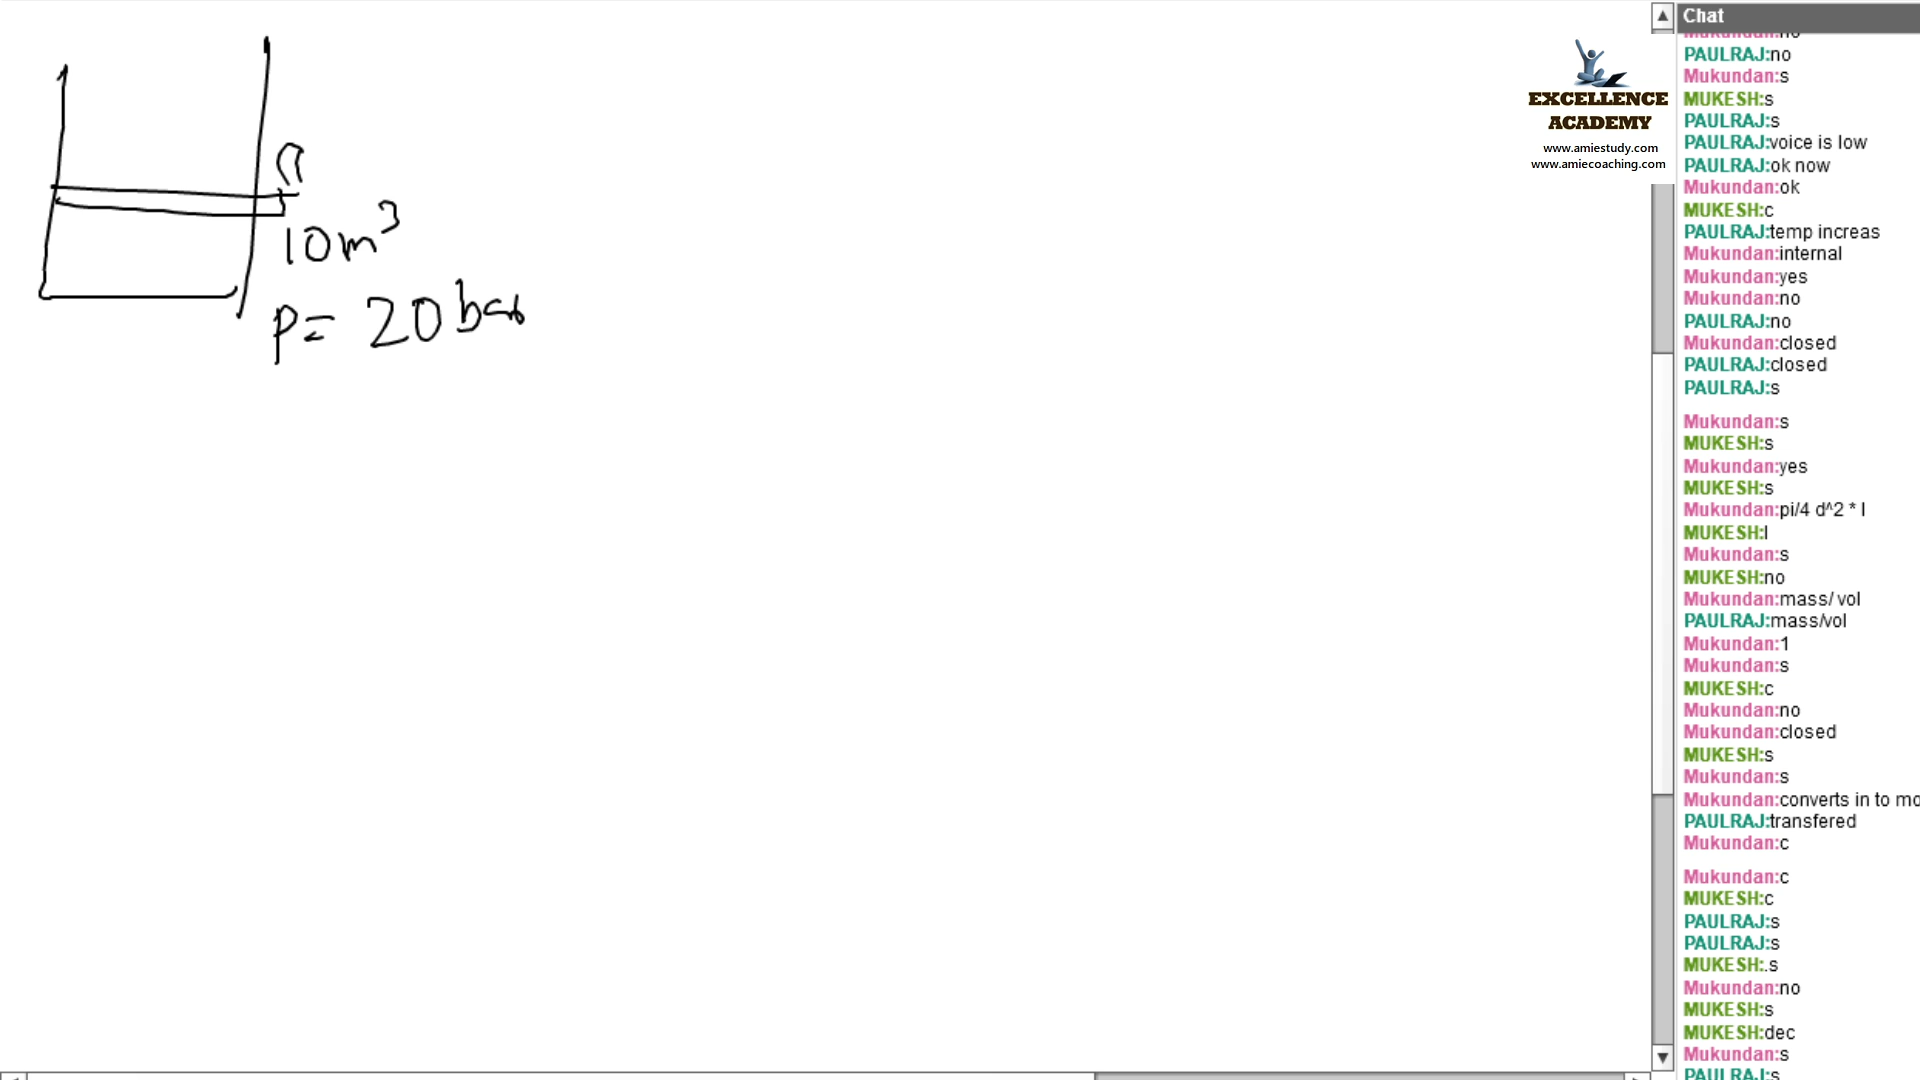 10m³
P = 20 bar
EXCELLENCE
ACADEMY
www.amiestudy.com
www.amiecoaching.com
Chat
Mukundan:no
PAULRAJ:no
Mukundan:s
MUKESH:s
PAULRAJ:s
PAULRAJ:voice is low
PAULRAJ:ok now
Mukundan:ok
MUKESH:c
PAULRAJ:temp increas
Mukundan:internal
Mukundan:yes
Mukundan:no
PAULRAJ:no
Mukundan:closed
PAULRAJ:closed
PAULRAJ:s
Mukundan:s
MUKESH:s
Mukundan:yes
MUKESH:s
Mukundan:pi/4 d^2 * l
MUKESH:l
Mukundan:s
MUKESH:no
Mukundan:mass/ vol
PAULRAJ:mass/vol
Mukundan:1
Mukundan:s
MUKESH:c
Mukundan:no
Mukundan:closed
MUKESH:s
Mukundan:s
Mukundan:converts in to mo
PAULRAJ:transfered
Mukundan:c
Mukundan:c
MUKESH:c
PAULRAJ:s
PAULRAJ:s
MUKESH:.s
Mukundan:no
MUKESH:s
MUKESH:dec
Mukundan:s
PAULRAJ:s